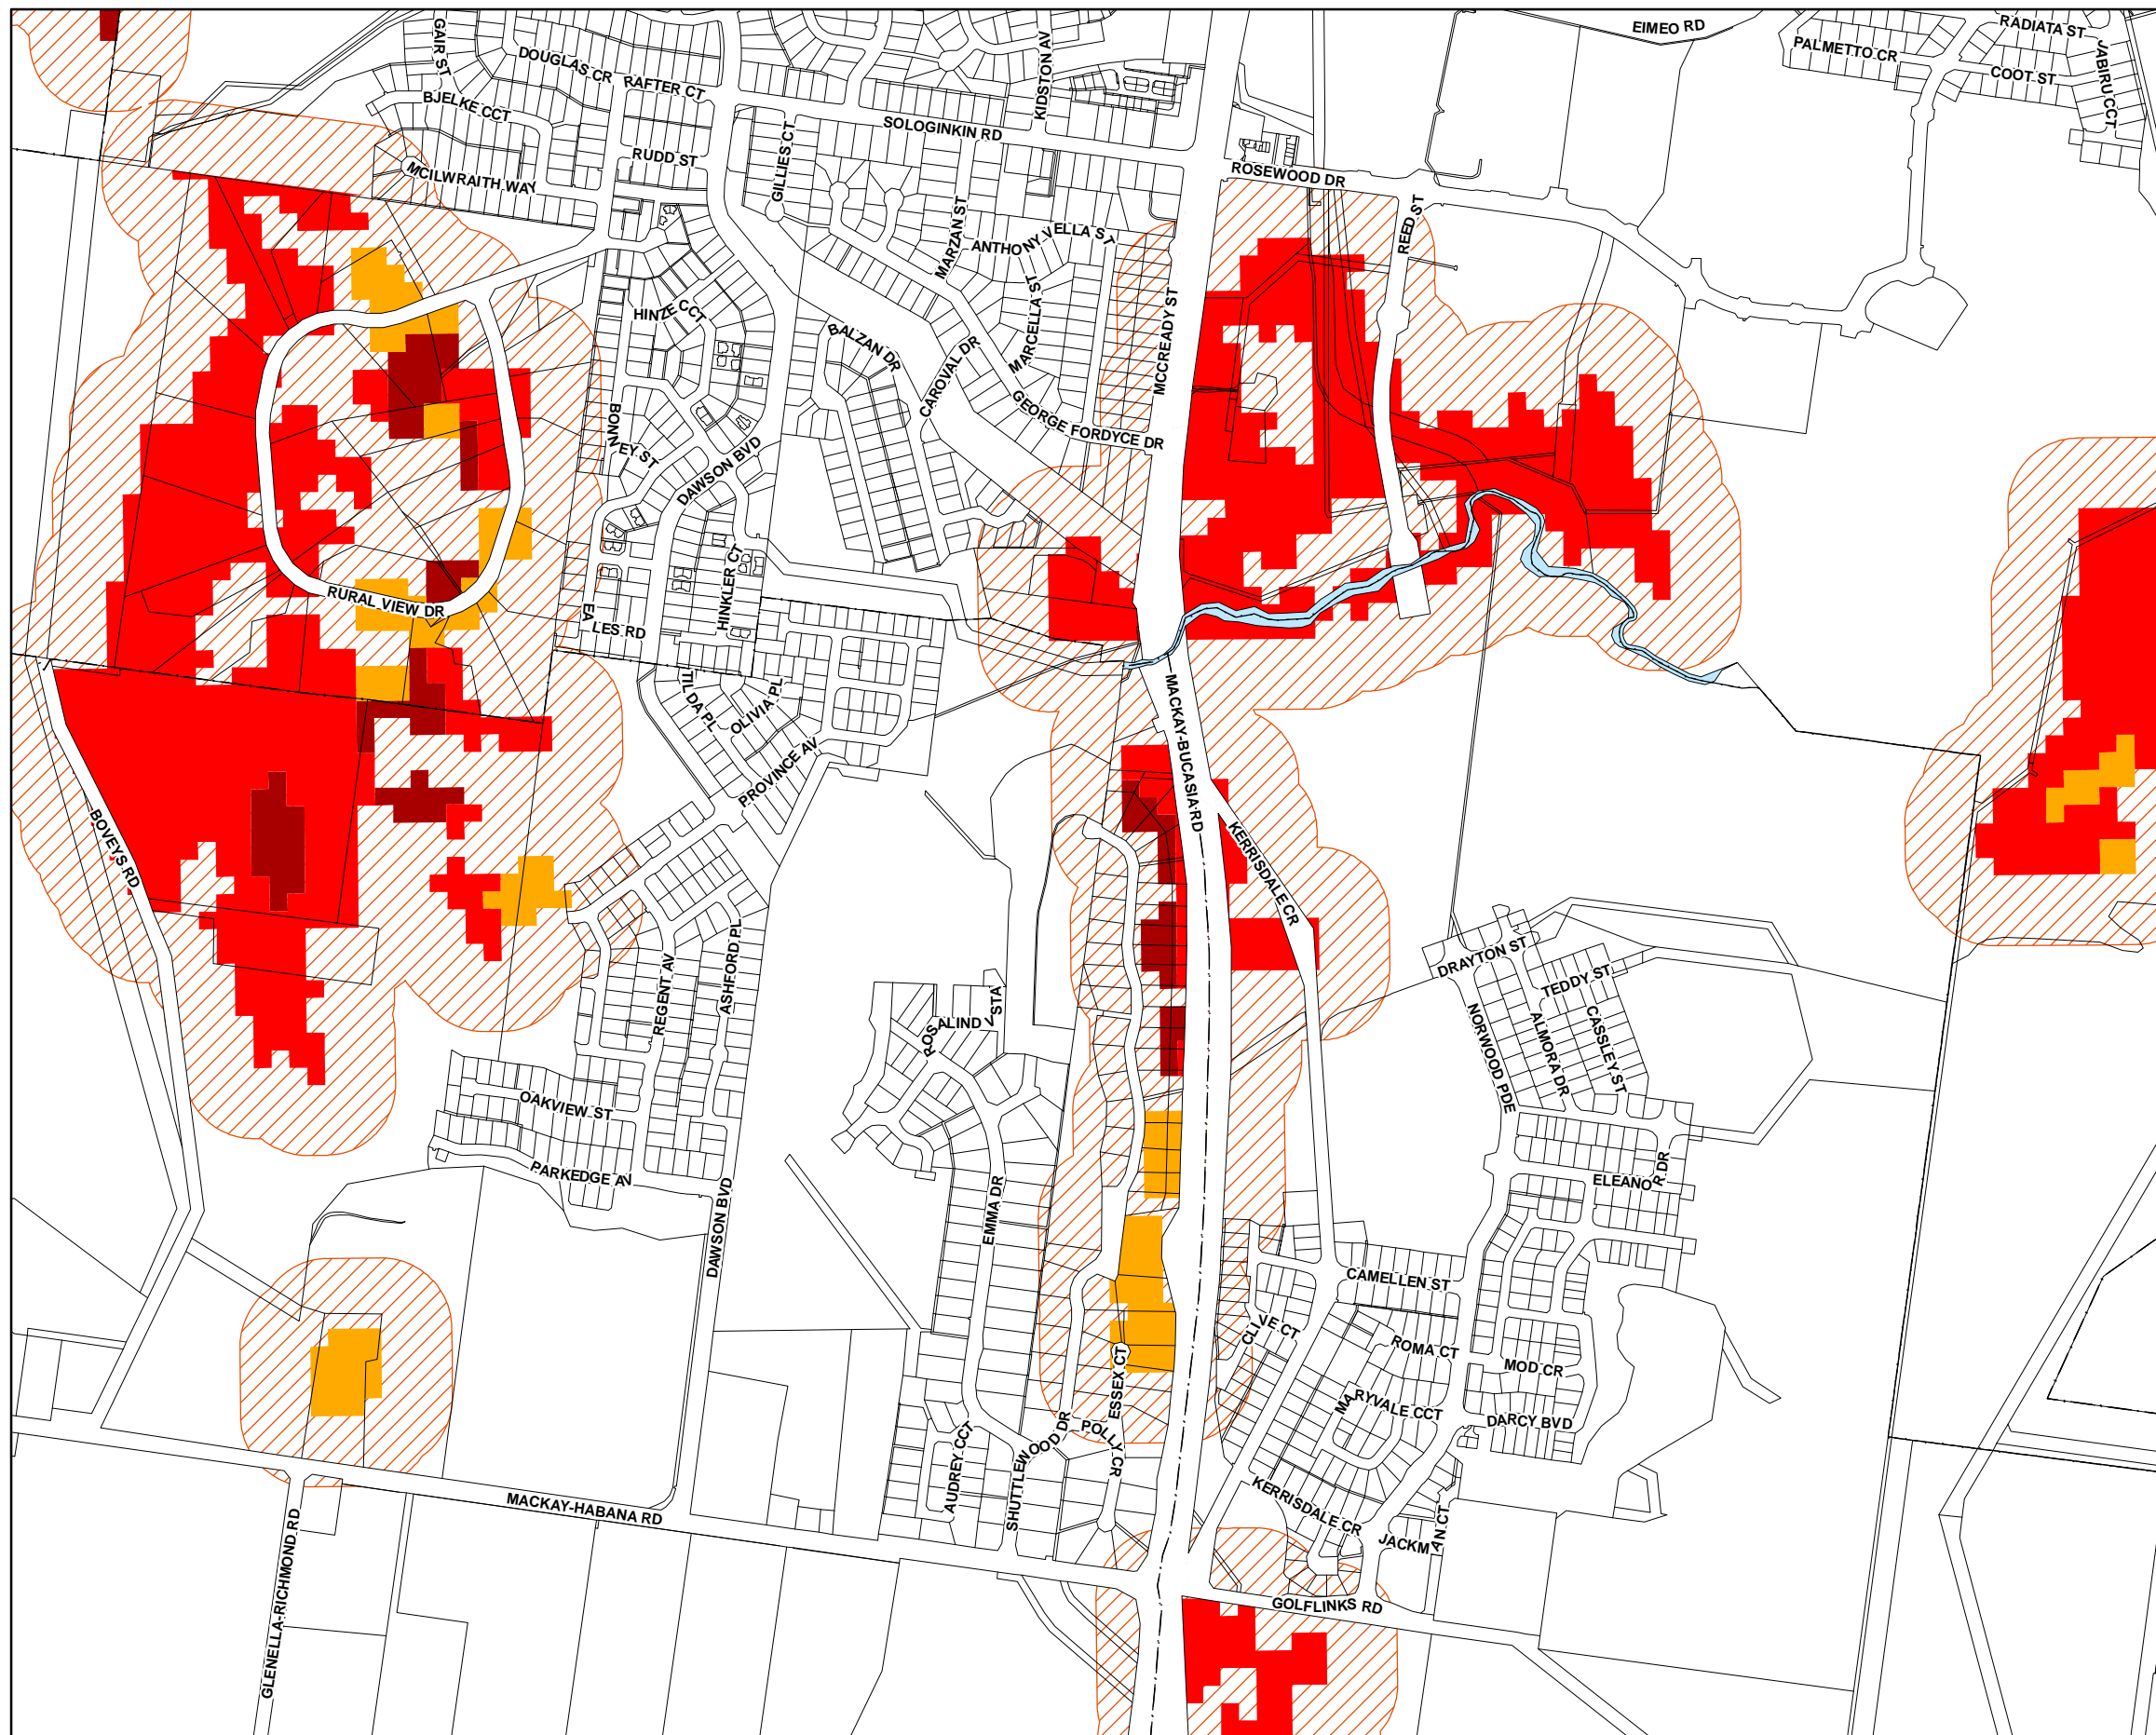 EIMEO RD
RADIATA ST
PALMETTO CR
COOT ST
JABIRU CCT
GAIR ST
DOUGLAS CR
RAFTER CT
KIDSTON AV
BJELKE CCT
SOLOGINKIN RD
RUDD ST
GILLIES CT
MCILWRAITH WAY
ROSEWOOD DR
REED ST
MARZAN ST
ANTHONY VELLA ST
MCCREADY ST
MARCELLA ST
HINZE CCT
BALZAN DR
CAROVAL DR
GEORGE FORDYCE DR
BONNEY ST
DAWSON BVD
HINKLER CT
RURAL VIEW DR
EALES RD
TILDA PL
OLIVIA PL
PROVINCE AV
MACKAY-BUCASIA RD
BOVEYS RD
KERRISDALE CR
DRAYTON ST
TEDDY ST
REGENT AV
ASHFORD PL
ROSALIND VSTA
NORWOOD PDE
ALMORA DR
CASSLEY ST
OAKVIEW ST
PARKEDGE AV
ELEANOR DR
DAWSON BVD
EMMA DR
CAMELLEN ST
CLIVE CT
ROMA CT
MOD CR
ESSEX CT
MARYVALE CCT
DARCY BVD
AUDREY CCT
SHUTTLEWOOD DR
POLLY CR
MACKAY-HABANA RD
KERRISDALE CR
JACKMAN CT
GLENELLA-RICHMOND RD
GOLFLINKS RD